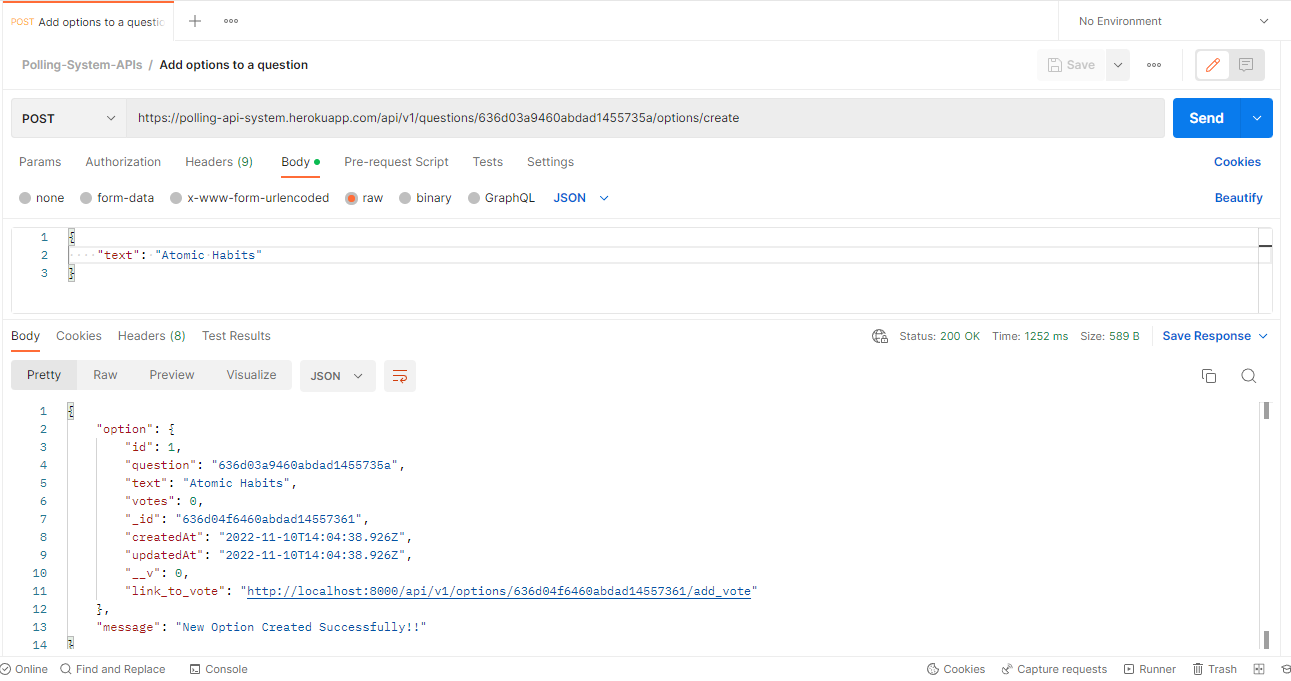 POST Add options to a questio No Environment
Polling-System-APIs / Add options to a question Save
POST https://polling-api-system.herokuapp.com/api/v1/questions/636d03a9460abdad1455735a/options/create Send
Params Authorization Headers (9) Body Pre-request Script Tests Settings Cookies
none form-data x-www-form-urlencoded raw binary GraphQL JSON Beautify
1 {
2 "text": "Atomic Habits"
3 }
Body Cookies Headers (8) Test Results Status: 200 OK Time: 1252 ms Size: 589 B Save Response
Pretty Raw Preview Visualize JSON
1 {
2 "option": {
3 "id": 1,
4 "question": "636d03a9460abdad1455735a",
5 "text": "Atomic Habits",
6 "votes": 0,
7 "_id": "636d04f6460abdad14557361",
8 "createdAt": "2022-11-10T14:04:38.926Z",
9 "updatedAt": "2022-11-10T14:04:38.926Z",
10 "__v": 0,
11 "link_to_vote": "http://localhost:8000/api/v1/options/636d04f6460abdad14557361/add_vote"
12 },
13 "message": "New Option Created Successfully!!"
14 }
Online Find and Replace Console Cookies Capture requests Runner Trash